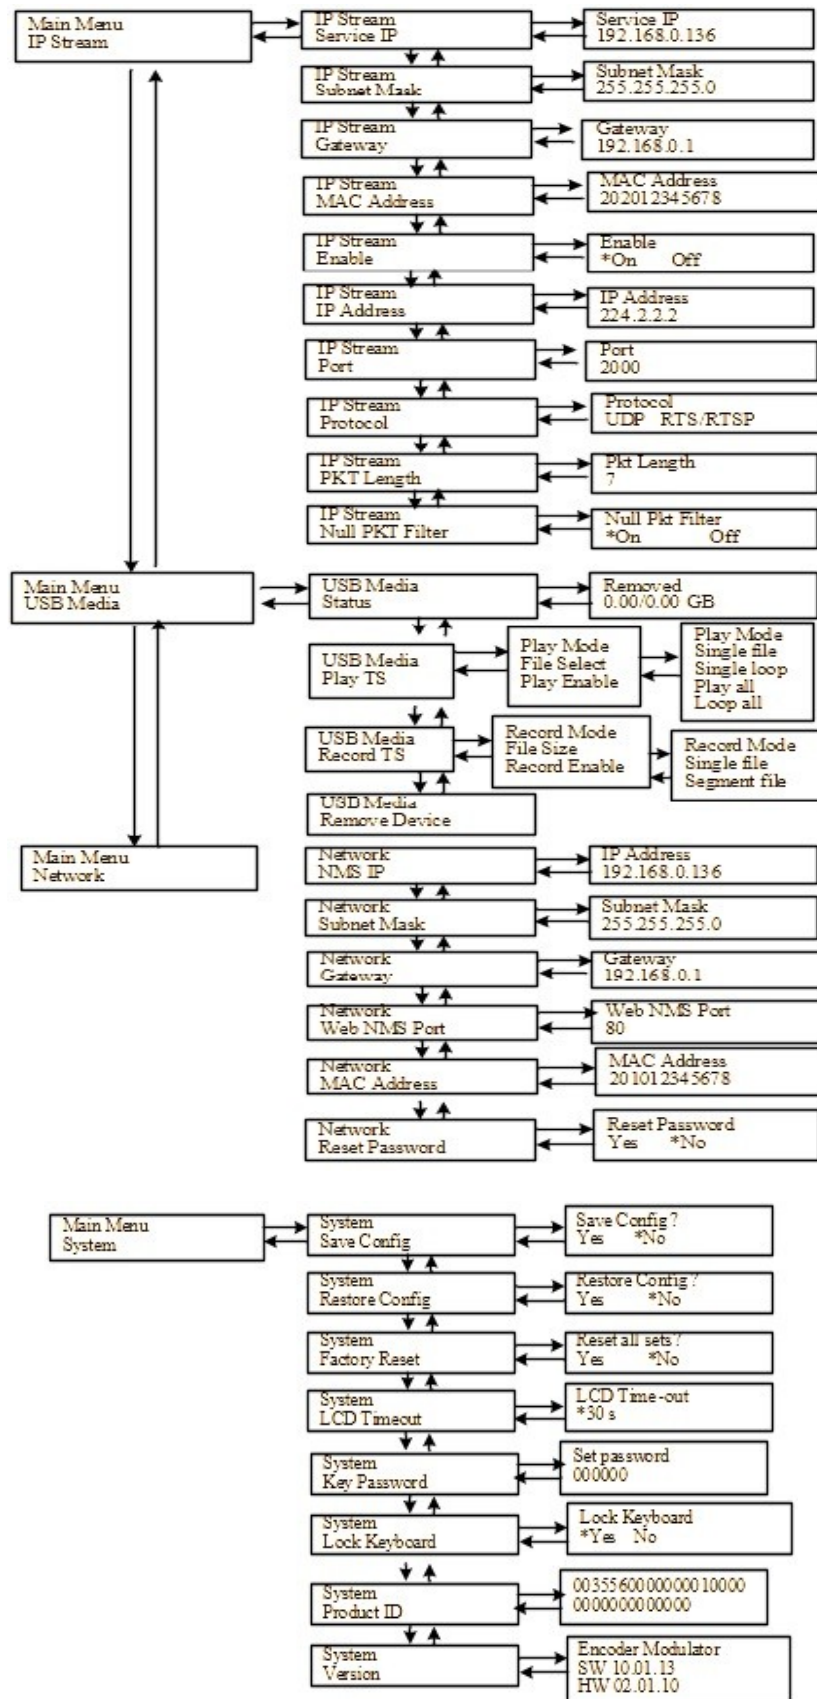 Main Menu
IP Stream
IP Stream
Service IP
Service IP
192.168.0.136
IP Stream
Subnet Mask
Subnet Mask
255.255.255.0
IP Stream
Gateway
Gateway
192.168.0.1
IP Stream
MAC Address
MAC Address
202012345678
IP Stream
Enable
Enable
*On Off
IP Stream
IP Address
IP Address
224.2.2.2
IP Stream
Port
Port
2000
IP Stream
Protocol
Protocol
UDP RTS/RTSP
IP Stream
PKT Length
Pkt Length
7
IP Stream
Null PKT Filter
Null Pkt Filter
*On Off
Main Menu
USB Media
USB Media
Status
Removed
0.00/0.00 GB
USB Media
Play TS
Play Mode
File Select
Play Enable
Play Mode
Single file
Single loop
Play all
Loop all
USB Media
Record TS
Record Mode
File Size
Record Enable
Record Mode
Single file
Segment file
USB Media
Remove Device
Main Menu
Network
Network
NMS IP
IP Address
192.168.0.136
Network
Subnet Mask
Subnet Mask
255.255.255.0
Network
Gateway
Gateway
192.168.0.1
Network
Web NMS Port
Web NMS Port
80
Network
MAC Address
MAC Address
201012345678
Network
Reset Password
Reset Password
Yes *No
Main Menu
System
System
Save Config
Save Config?
Yes *No
System
Restore Config
Restore Config?
Yes *No
System
Factory Reset
Reset all sets?
Yes *No
System
LCD Timeout
LCD Time-out
*30 s
System
Key Password
Set password
000000
System
Lock Keyboard
Lock Keyboard
*Yes No
System
Product ID
0035560000000010000
0000000000000
System
Version
Encoder Modulator
SW 10.01.13
HW 02.01.10